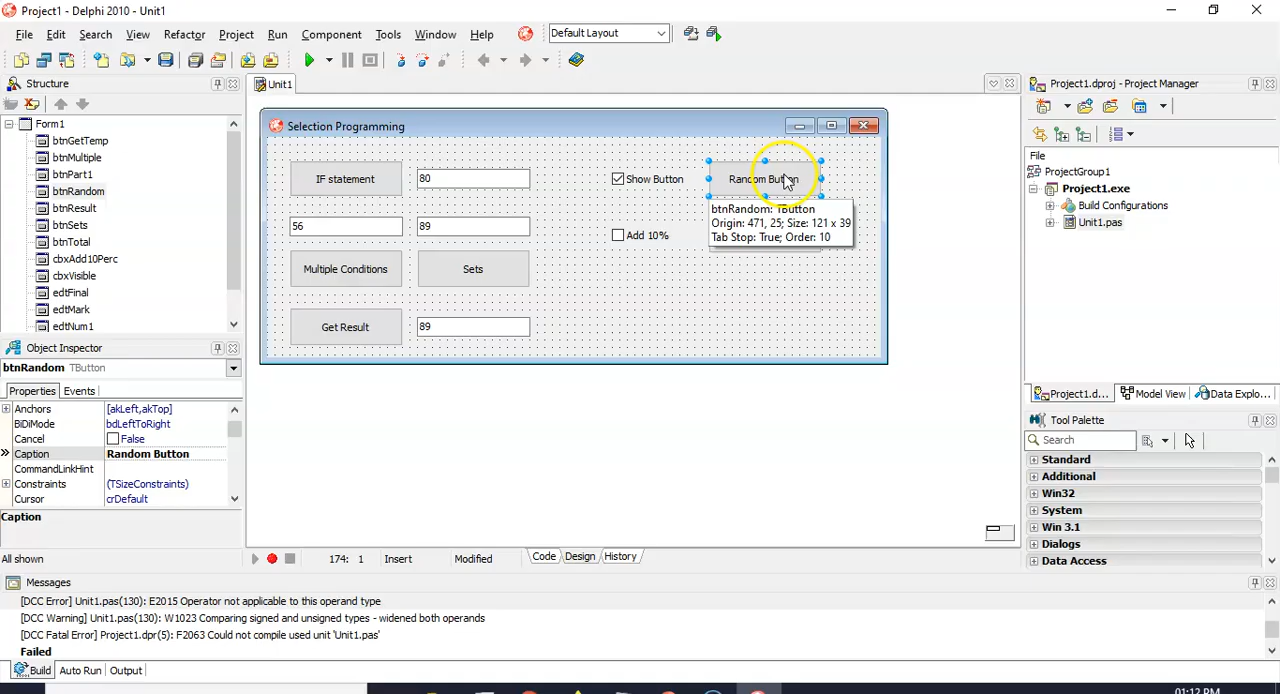 Project1 - Delphi 2010 - Unit1
File Edit Search View Refactor Project Run Component Tools Window Help
Default Layout
Structure
Unit1
Project1.dproj - Project Manager
Form1
btnGetTemp
btnMultiple
btnPart1
btnRandom
btnResult
btnSets
btnTotal
cbxAdd10Perc
cbxVisible
edtFinal
edtMark
edtNum1
Selection Programming
IFStatement
80
Show Button
Random Button
btnRandom: TButton
Origin: 471, 25; Size: 121 x 39
Tab Stop: True; Order: 10
56
89
Add 10%
Multiple Conditions
Sets
Get Result
89
File
ProjectGroup1
Project1.exe
Build Configurations
Unit1.pas
Object Inspector
btnRandom TButton
Properties Events
Anchors [akLeft,akTop]
BiDiMode bdLeftToRight
Cancel False
Caption Random Button
CommandLinkHint
Constraints (TSizeConstraints)
Cursor crDefault
Caption
All shown
174: 1 Insert Modified
Code Design History
Project1.d... Model View Data Explo...
Tool Palette
Search
Standard
Additional
Win32
System
Win 3.1
Dialogs
Data Access
Messages
[DCC Error] Unit1.pas(130): E2015 Operator not applicable to this operand type
[DCC Warning] Unit1.pas(130): W1023 Comparing signed and unsigned types - widened both operands
[DCC Fatal Error] Project1.dpr(5): F2063 Could not compile used unit 'Unit1.pas'
Failed
Build Auto Run Output
01:12 PM